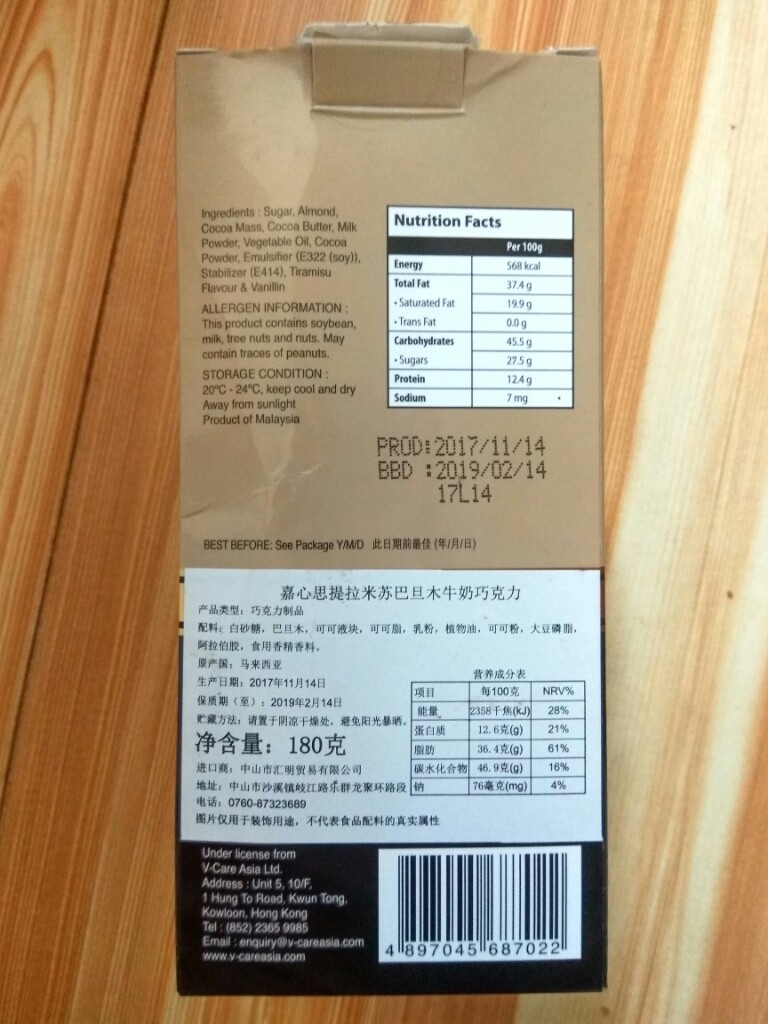 Ingredients : Sugar, Almond,
Cocoa Mass, Cocoa Butter, Milk
Powder, Vegetable Oil, Cocoa
Powder, Emulsifier (E322 (soy)),
Stabilizer (E414), Tiramisu
Flavour & Vanillin
ALLERGEN INFORMATION :
This product contains soybean,
milk, tree nuts and nuts. May
contain traces of peanuts.
STORAGE CONDITION :
20ºC - 24ºC, keep cool and dry
Away from sunlight
Product of Malaysia
Nutrition Facts
Per 100g
Energy 568 kcal
Total Fat 37.4 g
• Saturated Fat 19.9 g
• Trans Fat 0.0 g
Carbohydrates 45.5 g
• Sugars 27.5 g
Protein 12.4 g
Sodium 7 mg
PROD:2017/11/14
BBD :2019/02/14
17L14
BEST BEFORE: See Package Y/M/D 此日期前最佳 (年/月/日)
嘉心思提拉米苏巴旦木牛奶巧克力
产品类型：巧克力制品
配料：白砂糖，巴旦木，可可液块，可可脂，乳粉，植物油，可可粉，大豆磷脂，
阿拉伯胶，食用香精香料。
原产国：马来西亚
生产日期：2017年11月14日
保质期（至）：2019年2月14日
贮藏方法：请置于阴凉干燥处，避免阳光暴晒。
净含量：180克
进口商：中山市汇明贸易有限公司
地址：中山市沙溪镇岐江路乐群龙聚环路段
电话：0760-87323689
图片仅用于装饰用途，不代表食品配料的真实属性
营养成分表
项目 每100克 NRV%
能量 2358千焦(kJ) 28%
蛋白质 12.6克(g) 21%
脂肪 36.4克(g) 61%
碳水化合物 46.9克(g) 16%
钠 76毫克(mg) 4%
Under license from
V-Care Asia Ltd.
Address : Unit 5, 10/F,
1 Hung To Road, Kwun Tong,
Kowloon, Hong Kong
Tel : (852) 2365 9985
Email : enquiry@v-careasia.com
www.v-careasia.com
4 897045 687022